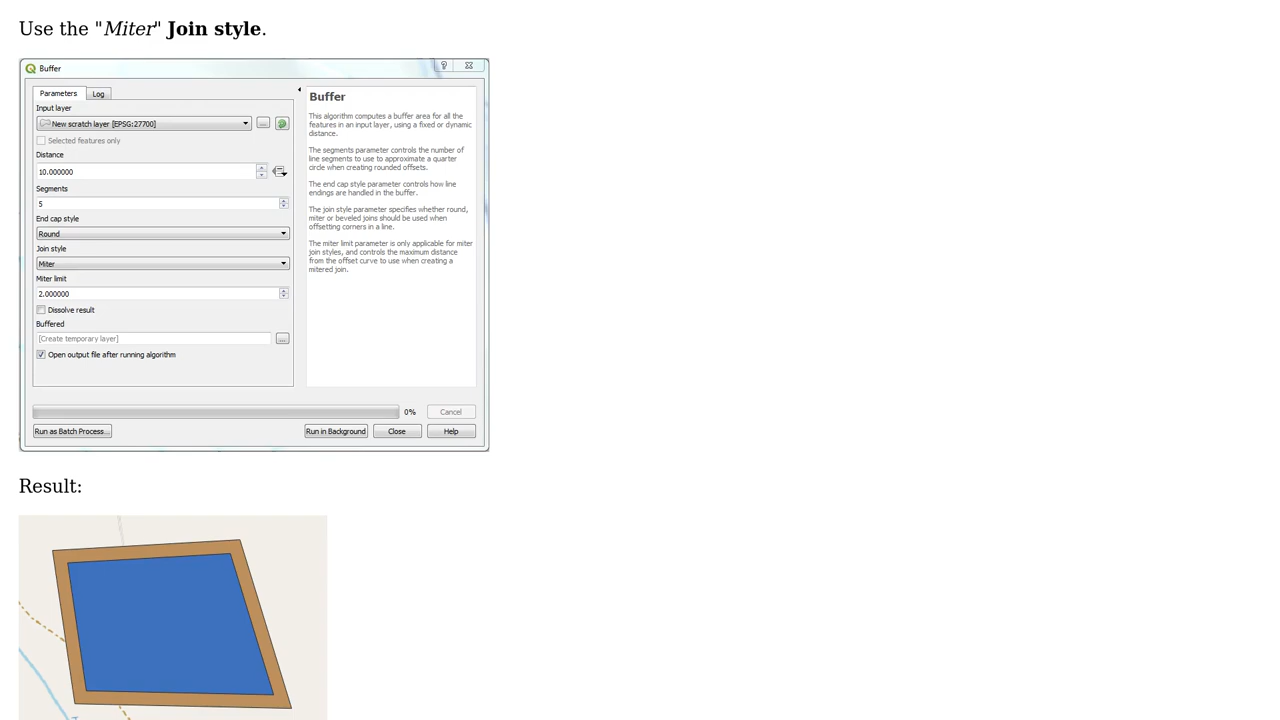 Use the "Miter" Join style.
Buffer
Parameters Log
Input layer
New scratch layer [EPSG:27700]
Selected features only
Distance
10.000000
Segments
5
End cap style
Round
Join style
Miter
Miter limit
2.000000
Dissolve result
Buffered
[Create temporary layer]
Open output file after running algorithm
Buffer
This algorithm computes a buffer area for all the
features in an input layer, using a fixed or dynamic
distance.
The segments parameter controls the number of
line segments to use to approximate a quarter
circle when creating rounded offsets.
The end cap style parameter controls how line
endings are handled in the buffer.
The join style parameter specifies whether round,
miter or beveled joins should be used when
offsetting corners in a line.
The miter limit parameter is only applicable for miter
join styles, and controls the maximum distance
from the offset curve to use when creating a
mitered join.
0% Cancel
Run as Batch Process... Run in Background Close Help
Result: